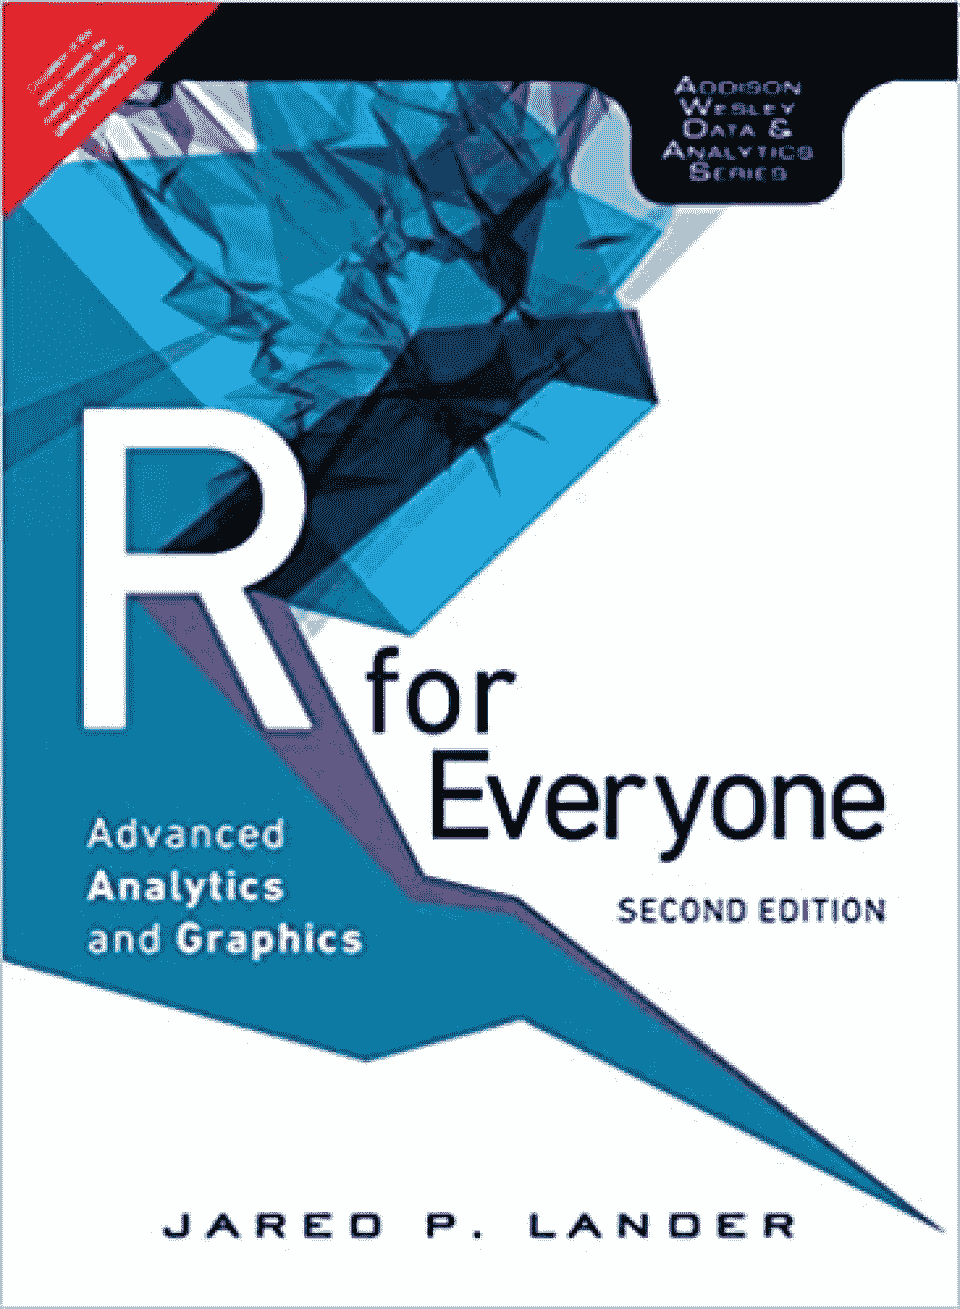 ADDISON
WESLEY
DATA &
ANALYTICS
SERIES
R
for
Everyone
Advanced
Analytics
and Graphics
SECOND EDITION
JARED P. LANDER